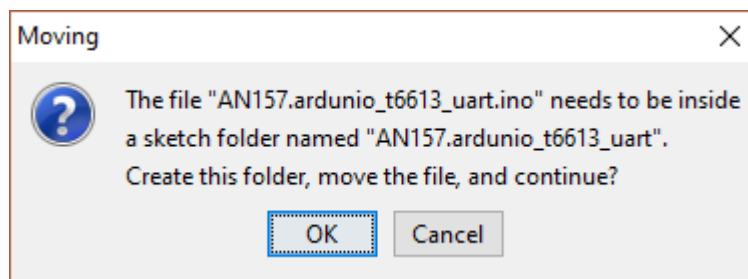 Moving
The file "AN157.ardunio_t6613_uart.ino" needs to be inside
a sketch folder named "AN157.ardunio_t6613_uart".
Create this folder, move the file, and continue?
OK
Cancel